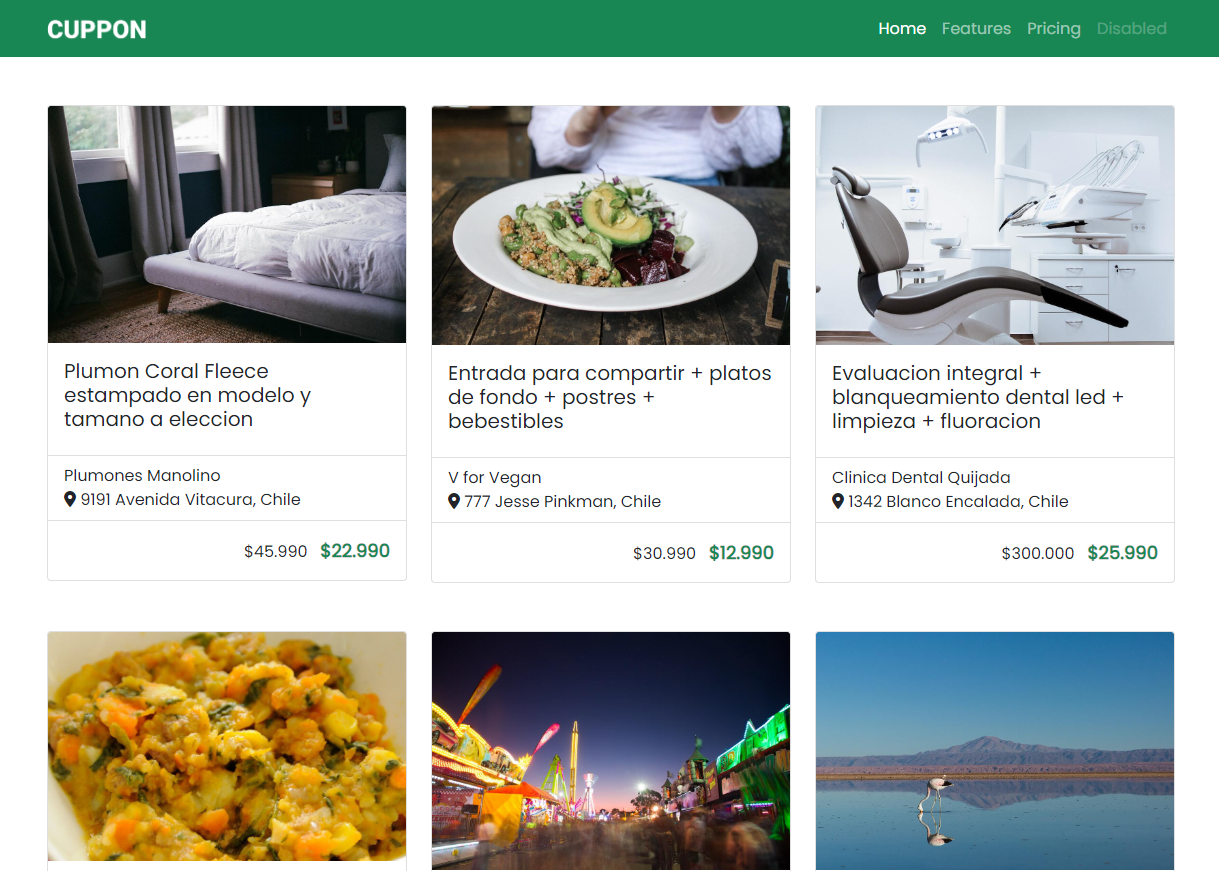 CUPPON
Home Features Pricing Disabled
Plumon Coral Fleece
estampado en modelo y
tamano a eleccion
Plumones Manolino
9191 Avenida Vitacura, Chile
$45.990 $22.990
Entrada para compartir + platos
de fondo + postres +
bebestibles
V for Vegan
777 Jesse Pinkman, Chile
$30.990 $12.990
Evaluacion integral +
blanqueamiento dental led +
limpieza + fluoracion
Clinica Dental Quijada
1342 Blanco Encalada, Chile
$300.000 $25.990